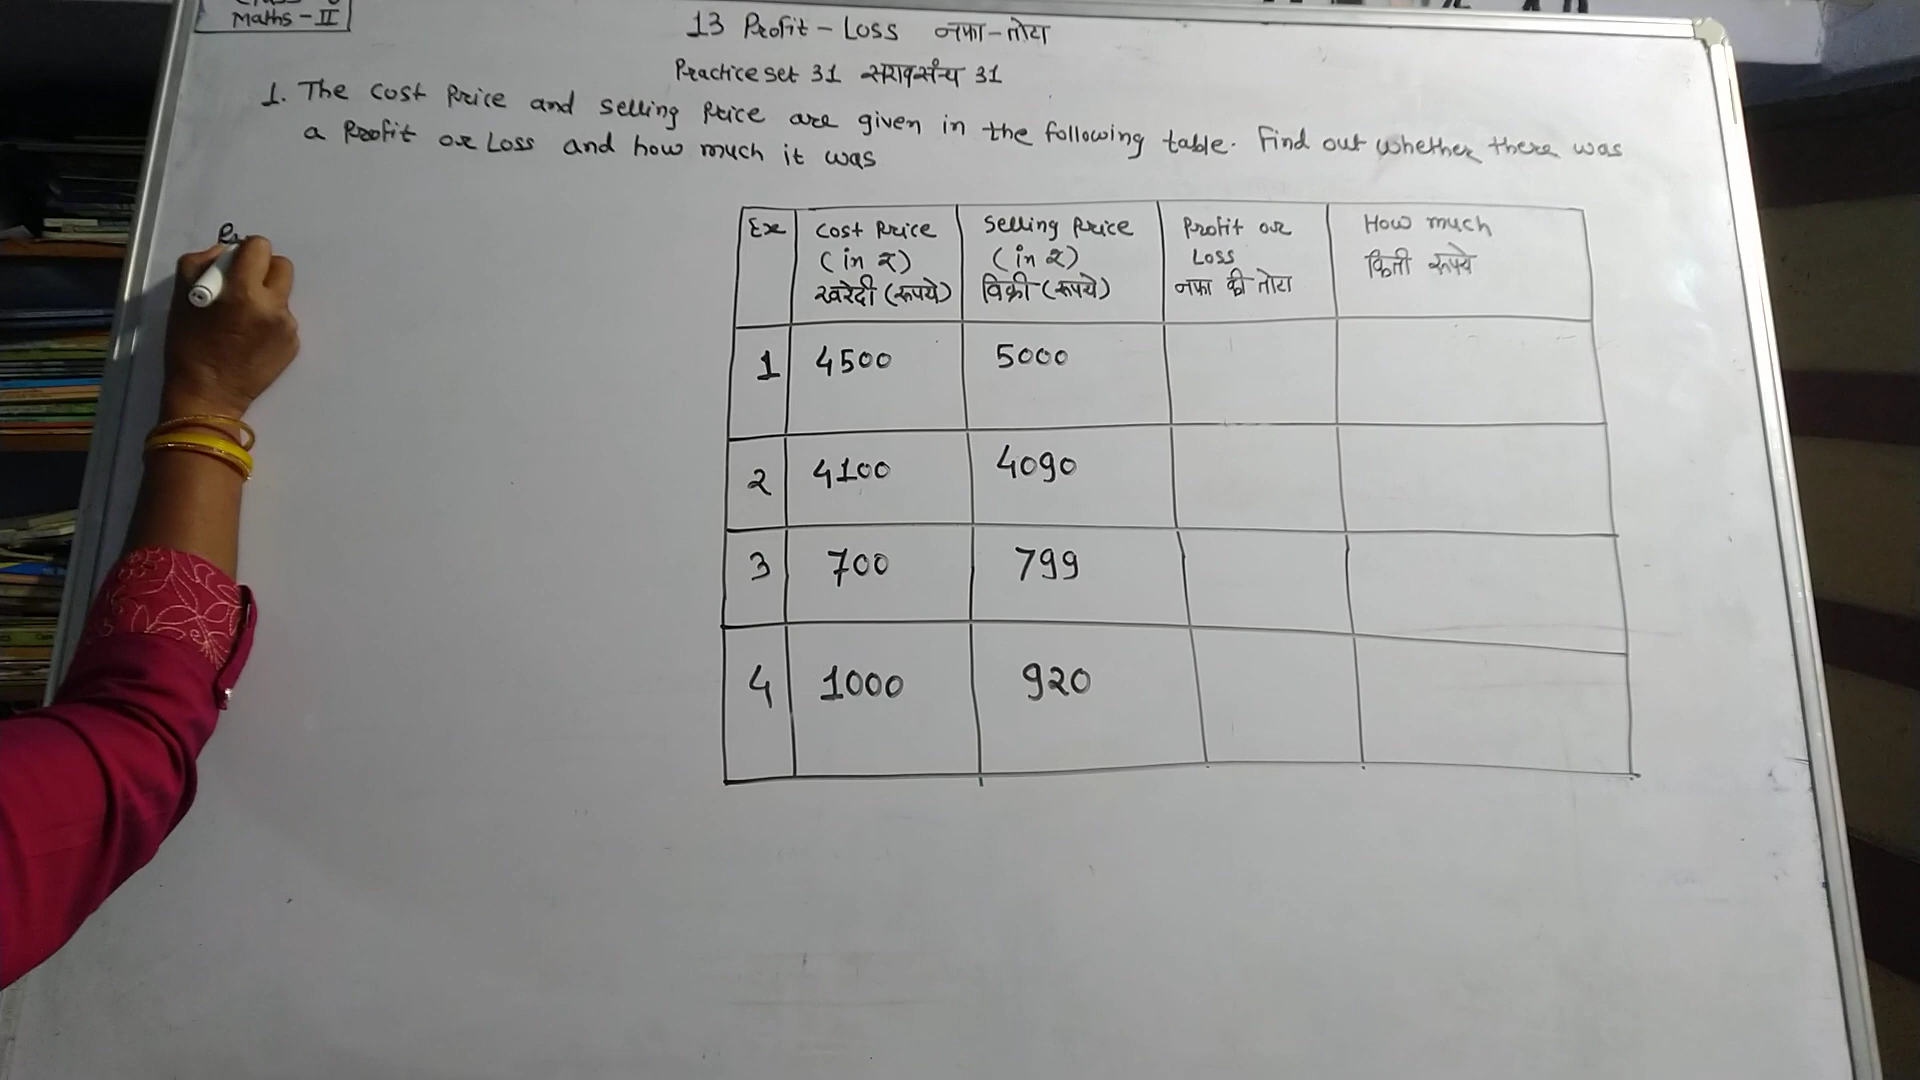 Maths - II
13 Profit - Loss नफा - तोटा
Practice set 31 सरावसंच 31
1. The cost price and selling price are given in the following table. Find out whether there was
a profit or Loss and how much it was
Ex
Cost Price
(in ₹)
खरेदी (रूपये)
Selling Price
(in ₹)
विक्री (रूपये)
Profit or
Loss
नफा की तोटा
How much
किती रूपये
1 4500 5000
2 4100 4090
3 700 799
4 1000 920